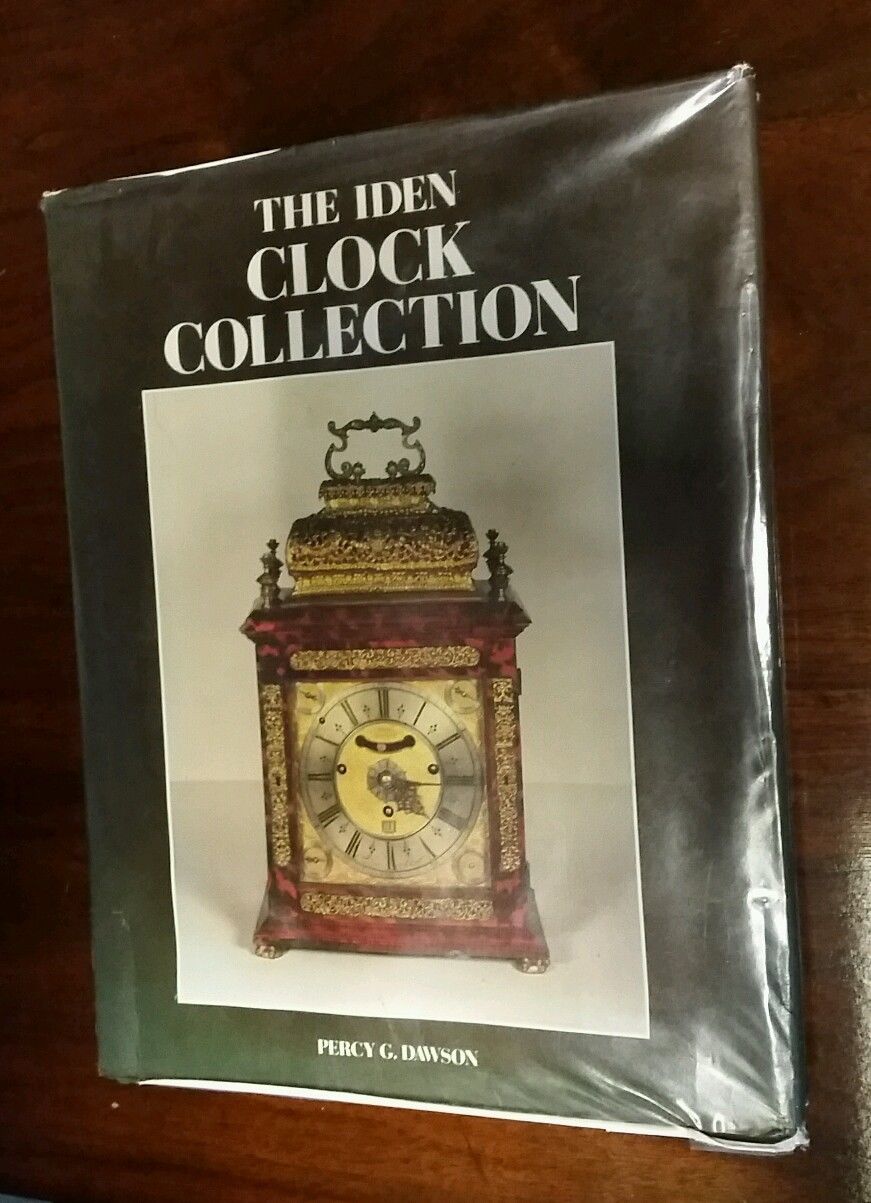 THE IDEN
CLOCK
COLLECTION
PERCY G. DAWSON